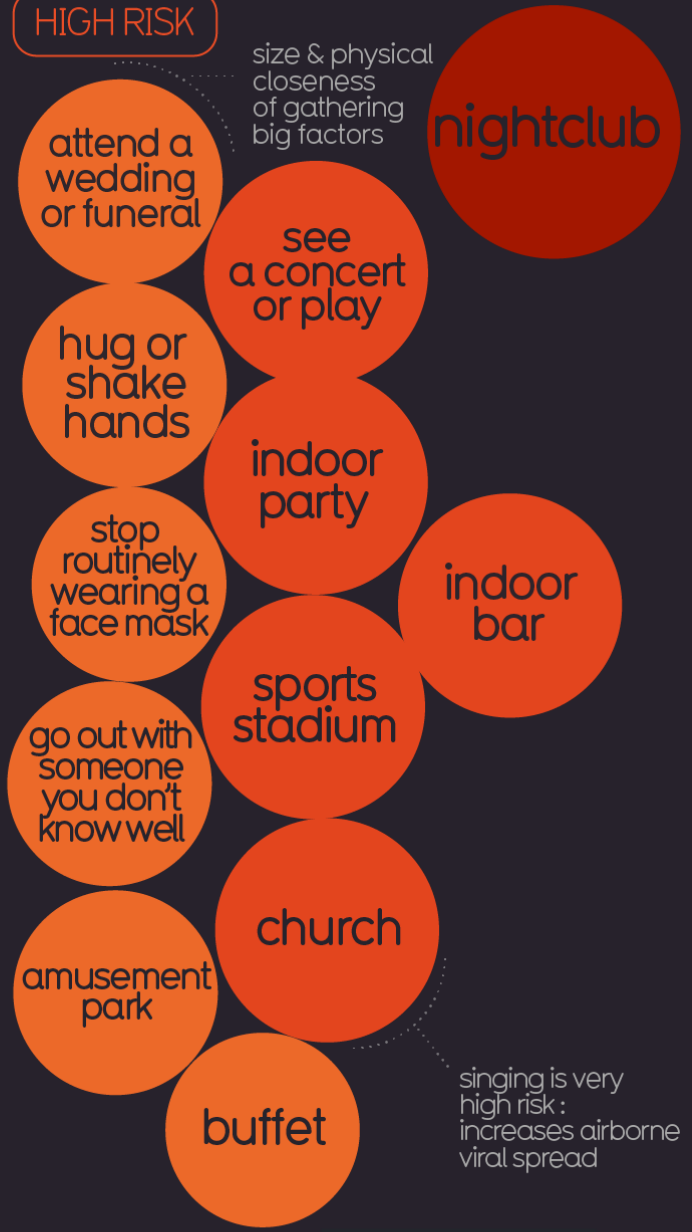 HIGH RISK
size & physical
closeness
of gathering
big factors
nightclub
attend a
wedding
or funeral
see
a concert
or play
hug or
shake
hands
indoor
party
stop
routinely
wearing a
face mask
indoor
bar
sports
stadium
go out with
someone
you don't
know well
church
amusement
park
singing is very
high risk :
increases airborne
viral spread
buffet